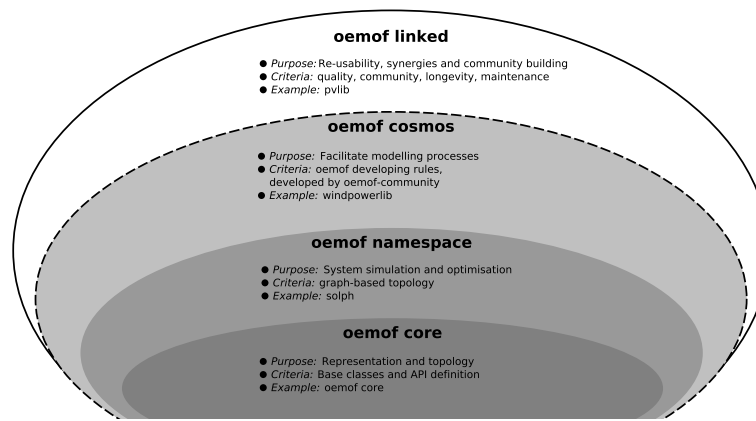 oemof linked
● Purpose: Re-usability, synergies and community building
● Criteria: quality, community, longevity, maintenance
● Example: pvlib
oemof cosmos
● Purpose: Facilitate modelling processes
● Criteria: oemof developing rules,
developed by oemof-community
● Example: windpowerlib
oemof namespace
● Purpose: System simulation and optimisation
● Criteria: graph-based topology
● Example: solph
oemof core
● Purpose: Representation and topology
● Criteria: Base classes and API definition
● Example: oemof core